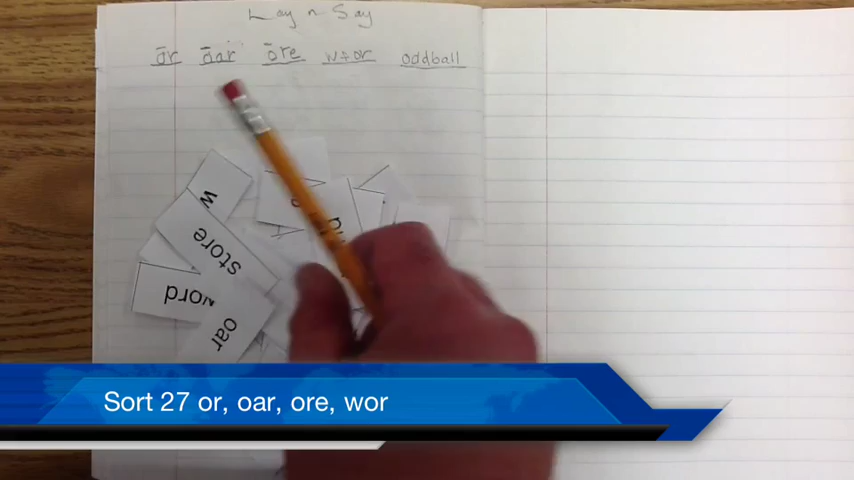 Lay n Say
ōr ōar ōre w+or oddball
w
store
word
oar
Sort 27 or, oar, ore, wor